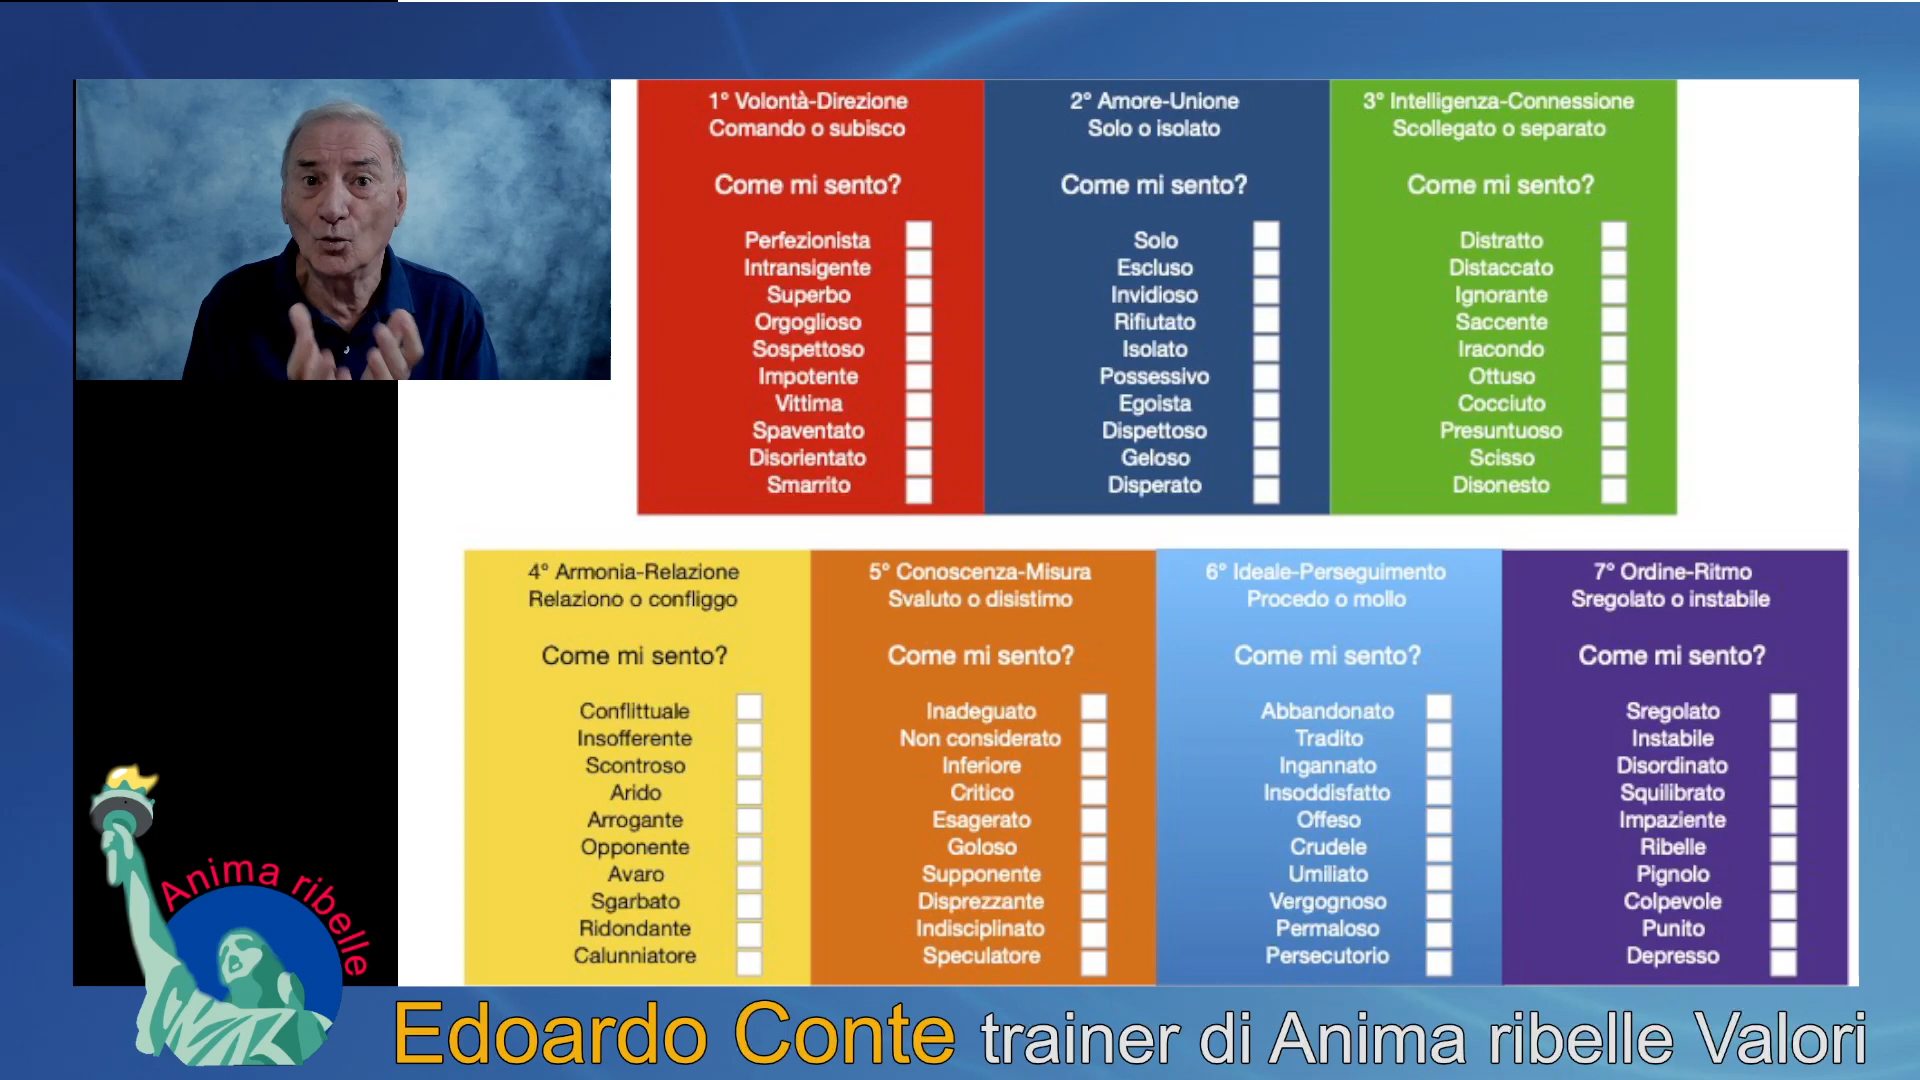 1° Volontà-Direzione
Comando o subisco
Come mi sento?
Perfezionista
Intransigente
Superbo
Orgoglioso
Sospettoso
Impotente
Vittima
Spaventato
Disorientato
Smarrito
2° Amore-Unione
Solo o isolato
Come mi sento?
Solo
Escluso
Invidioso
Rifiutato
Isolato
Possessivo
Egoista
Dispettoso
Geloso
Disperato
3° Intelligenza-Connessione
Scollegato o separato
Come mi sento?
Distratto
Distaccato
Ignorante
Saccente
Iracondo
Ottuso
Cocciuto
Presuntuoso
Scisso
Disonesto
4° Armonia-Relazione
Relaziono o confliggo
Come mi sento?
Conflittuale
Insofferente
Scontroso
Arido
Arrogante
Opponente
Avaro
Sgarbato
Ridondante
Calunniatore
5° Conoscenza-Misura
Svaluto o disistimo
Come mi sento?
Inadeguato
Non considerato
Inferiore
Critico
Esagerato
Goloso
Supponente
Disprezzante
Indisciplinato
Speculatore
6° Ideale-Perseguimento
Procedo o mollo
Come mi sento?
Abbandonato
Tradito
Ingannato
Insoddisfatto
Offeso
Crudele
Umiliato
Vergognoso
Permaloso
Persecutorio
7° Ordine-Ritmo
Sregolato o instabile
Come mi sento?
Sregolato
Instabile
Disordinato
Squilibrato
Impaziente
Ribelle
Pignolo
Colpevole
Punito
Depresso
Anima ribelle
Edoardo Conte trainer di Anima ribelle Valori